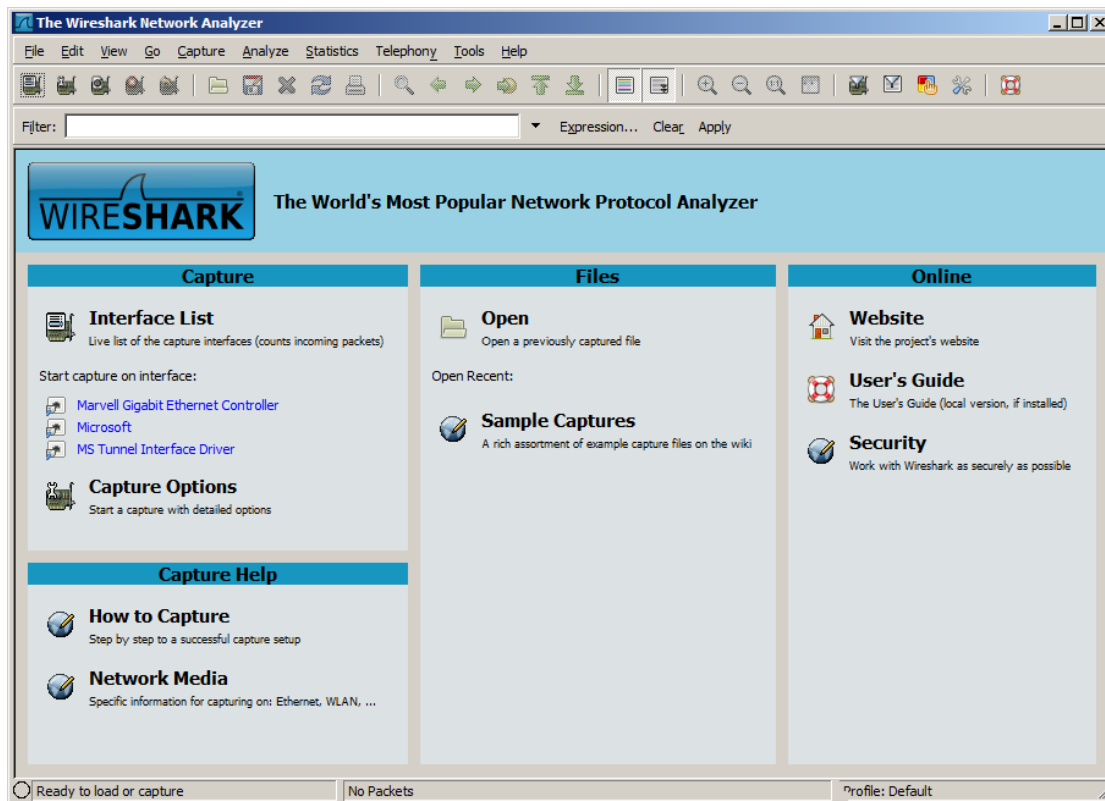 The Wireshark Network Analyzer
File Edit View Go Capture Analyze Statistics Telephony Tools Help
Filter: Expression... Clear Apply
WIRESHARK
The World's Most Popular Network Protocol Analyzer
Capture
Interface List
Live list of the capture interfaces (counts incoming packets)
Start capture on interface:
Marvell Gigabit Ethernet Controller
Microsoft
MS Tunnel Interface Driver
Capture Options
Start a capture with detailed options
Capture Help
How to Capture
Step by step to a successful capture setup
Network Media
Specific information for capturing on: Ethernet, WLAN, ...
Files
Open
Open a previously captured file
Open Recent:
Sample Captures
A rich assortment of example capture files on the wiki
Online
Website
Visit the project's website
User's Guide
The User's Guide (local version, if installed)
Security
Work with Wireshark as securely as possible
Ready to load or capture
No Packets
Profile: Default